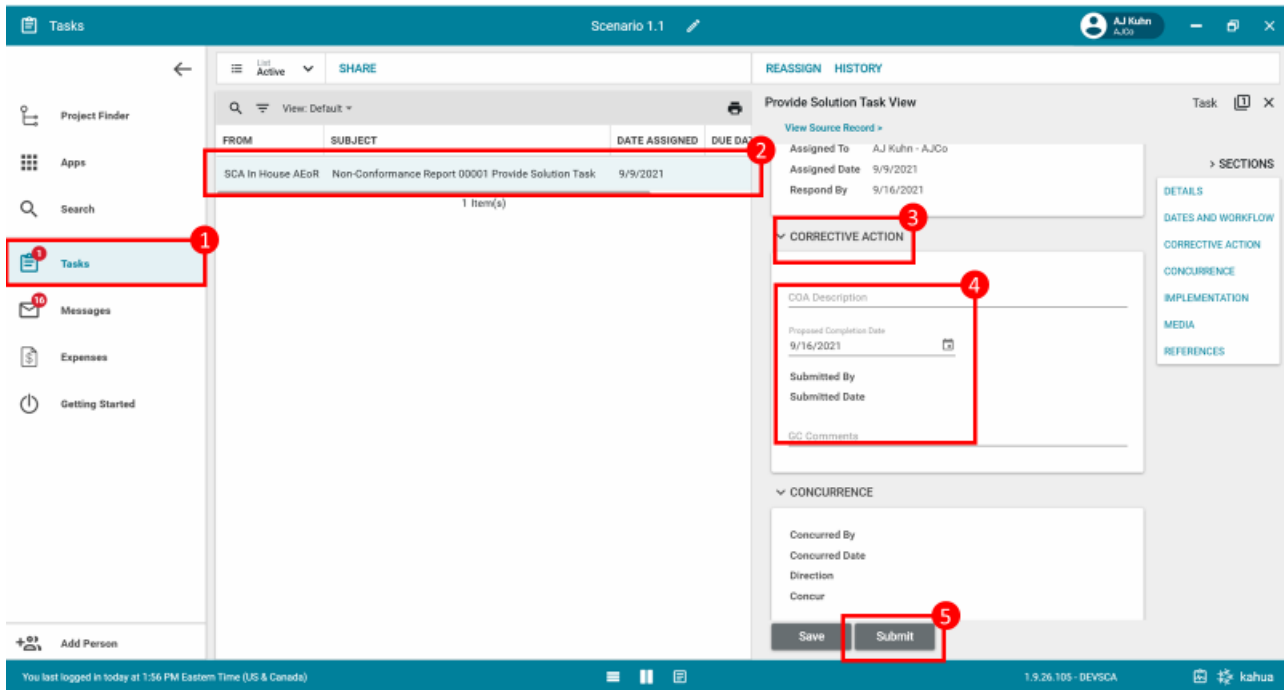 Tasks
Scenario 1.1
AJ Kuhn
AJCo
List
Active
SHARE
REASSIGN HISTORY
Project Finder
Apps
Search
1
1
Tasks
16
Messages
Expenses
Getting Started
Add Person
View: Default
FROM SUBJECT DATE ASSIGNED DUE DAT
2
SCA In House AEoR Non-Conformance Report 00001 Provide Solution Task 9/9/2021
1 Item(s)
Provide Solution Task View
Task 1
View Source Record »
Assigned To AJ Kuhn - AJCo
Assigned Date 9/9/2021
Respond By 9/16/2021
3
CORRECTIVE ACTION
4
COA Description
Proposed Completion Date
9/16/2021
Submitted By
Submitted Date
GC Comments
CONCURRENCE
Concurred By
Concurred Date
Direction
Concur
5
Save Submit
> SECTIONS
DETAILS
DATES AND WORKFLOW
CORRECTIVE ACTION
CONCURRENCE
IMPLEMENTATION
MEDIA
REFERENCES
You last logged in today at 1:56 PM Eastern Time (US & Canada)
1.9.26.105 - DEVSCA
kahua